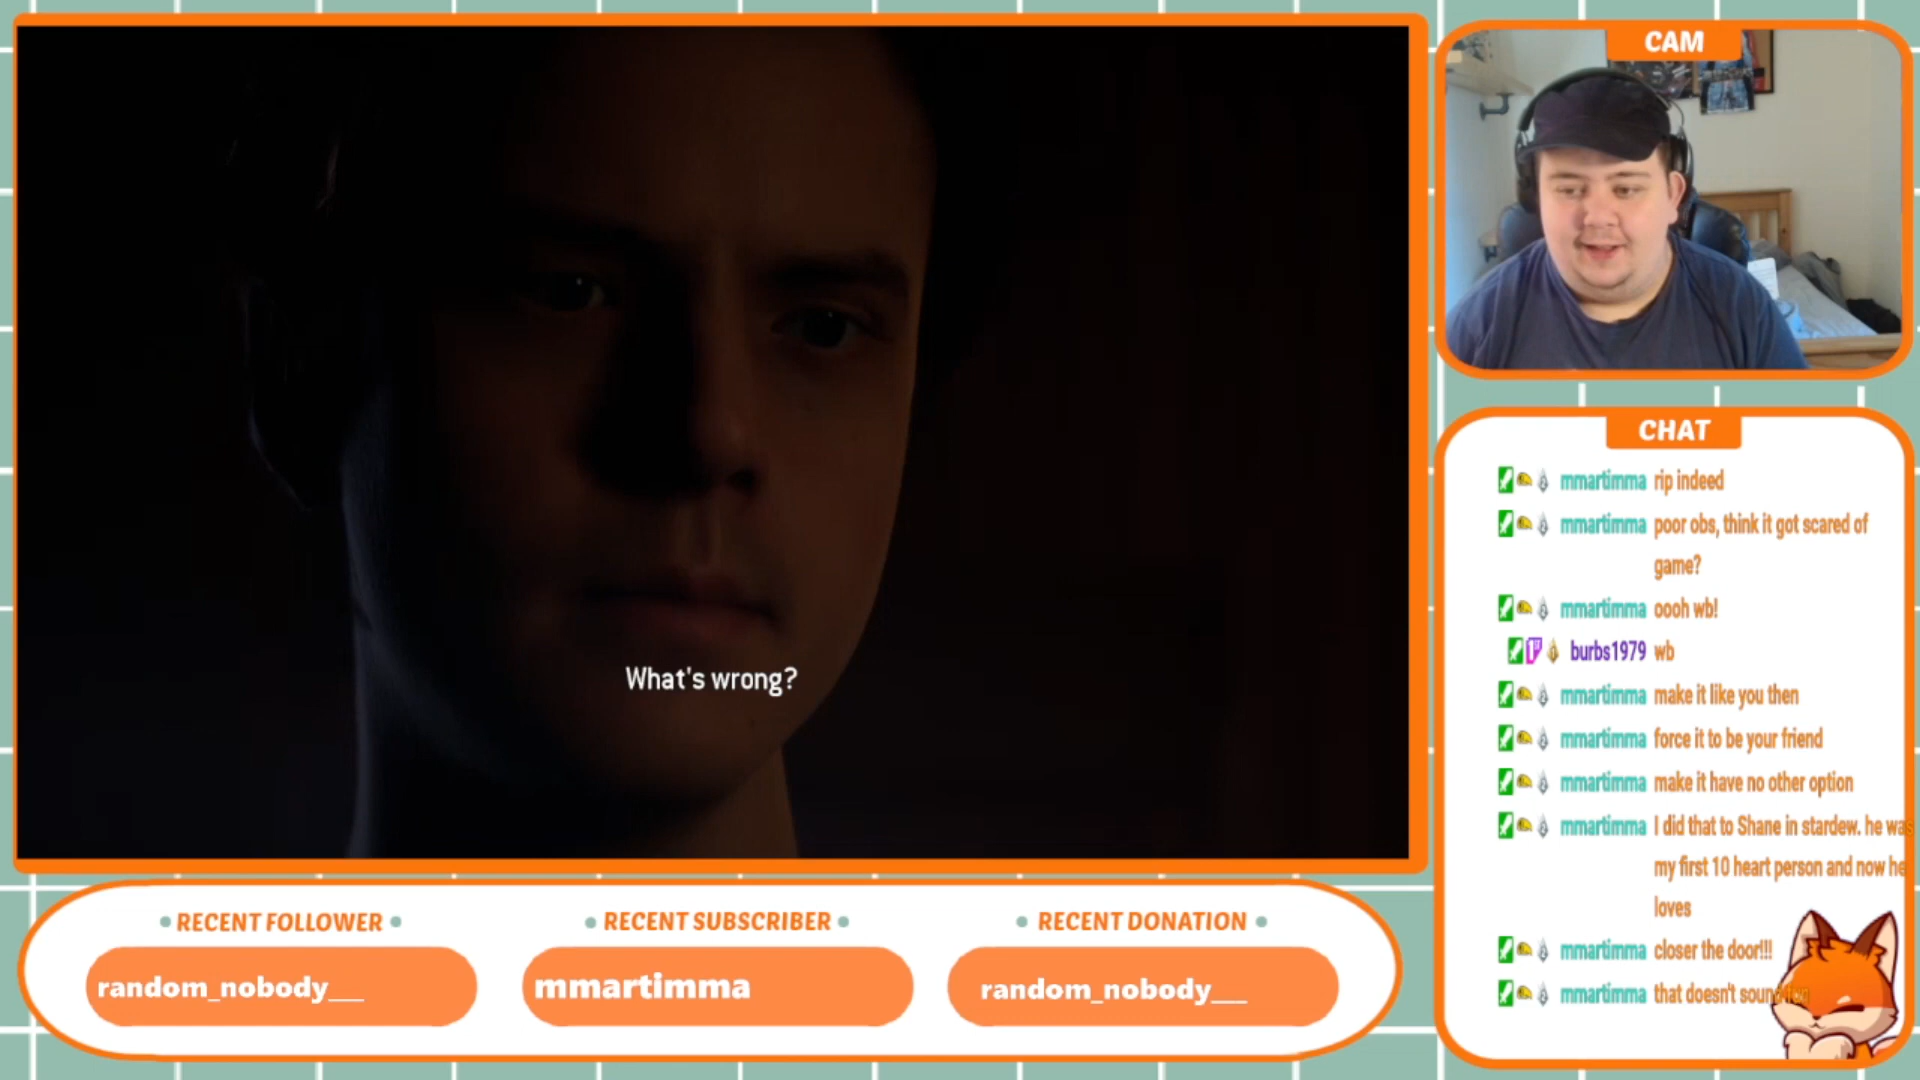 What's wrong?
CAM
CHAT
mmartimma rip indeed
mmartimma poor obs, think it got scared of
game?
mmartimma oooh wb!
burbs1979 wb
mmartimma make it like you then
mmartimma force it to be your friend
mmartimma make it have no other option
mmartimma I did that to Shane in stardew. he was
my first 10 heart person and now he
loves
mmartimma closer the door!!!
mmartimma that doesn't sound fun
RECENT FOLLOWER
random_nobody__
RECENT SUBSCRIBER
mmartimma
RECENT DONATION
random_nobody__